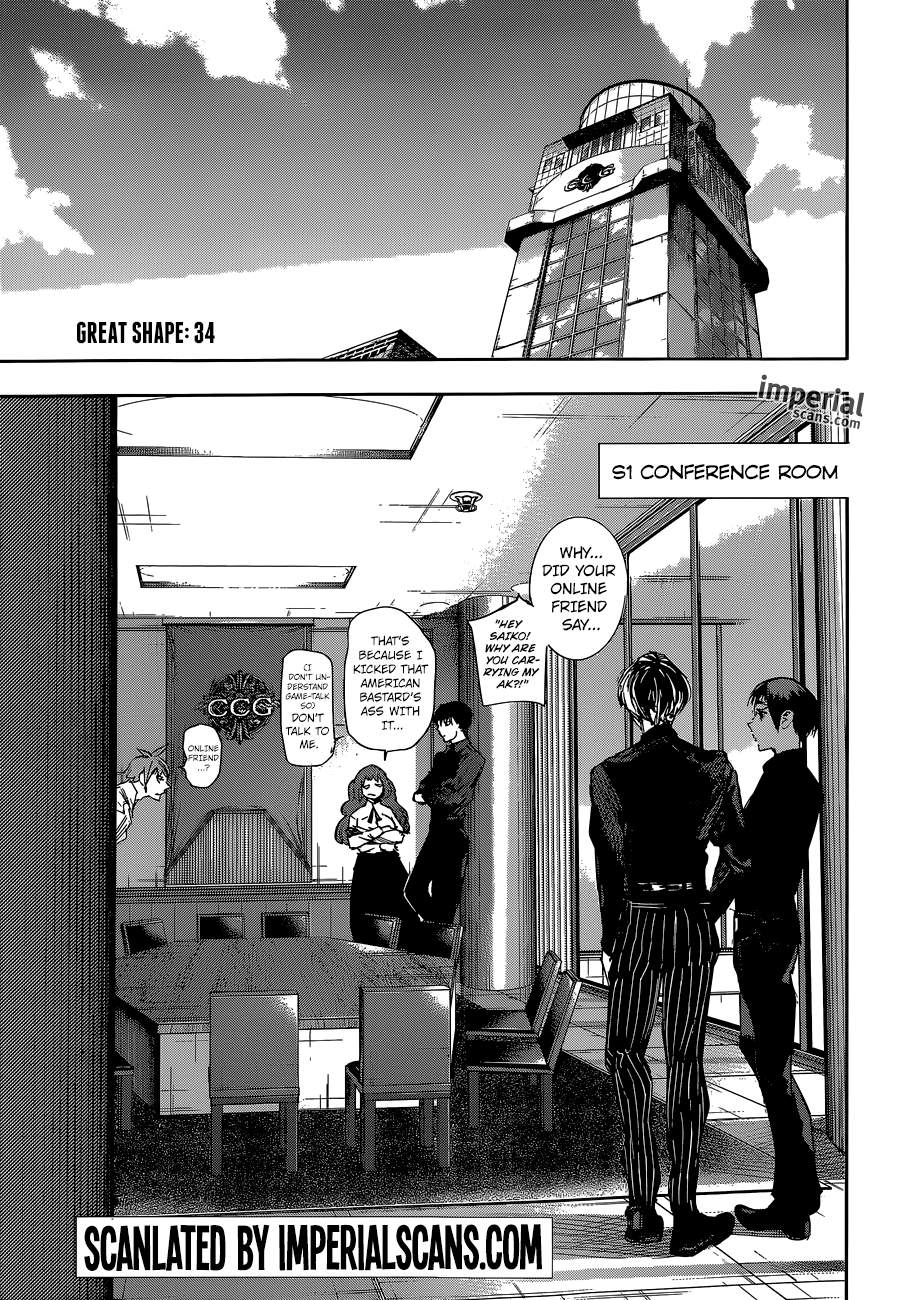 CCG
GREAT SHAPE: 34
imperial
scans.com
S1 CONFERENCE ROOM
WHY...
DID YOUR
ONLINE
FRIEND
SAY...
"HEY
SAIKO!
WHY ARE
YOU CAR-
RYING MY
AK?!"
THAT'S
BECAUSE I
KICKED THAT
AMERICAN
BASTARD'S
ASS WITH
IT...
(I
DON'T UN-
DERSTAND
GAME-TALK
SO)
DON'T
TALK TO
ME.
ONLINE
FRIEND
...?
CCG
SCANLATED BY IMPERIALSCANS.COM